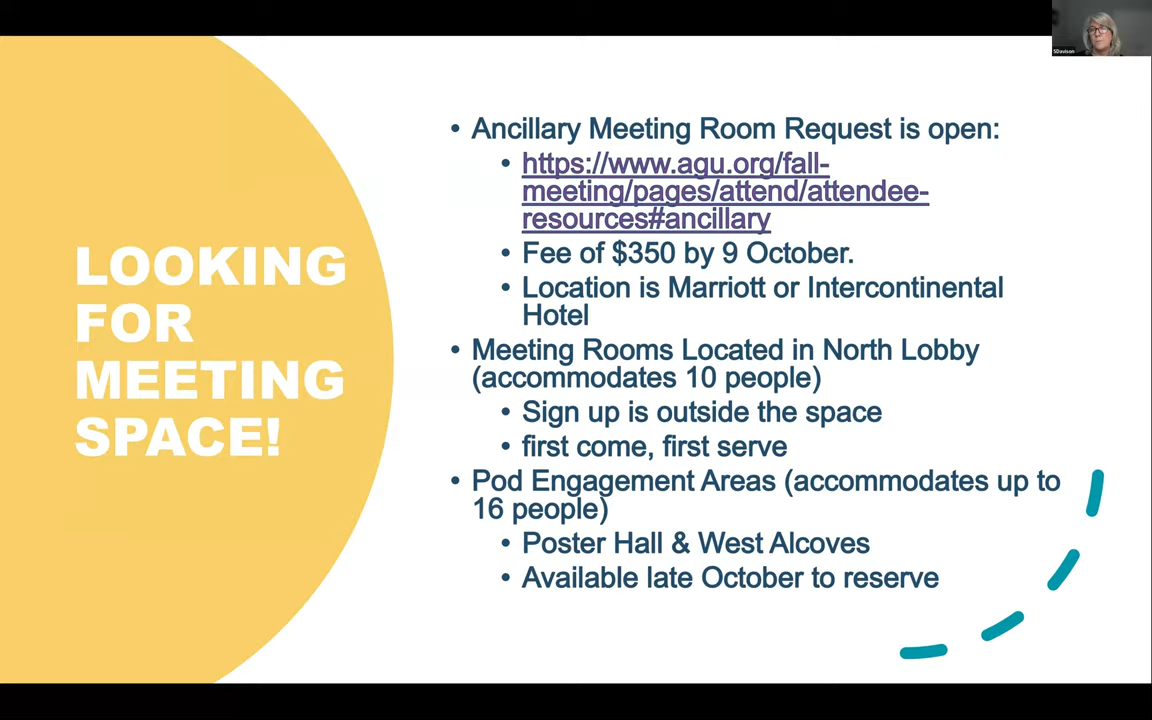 SDavison
LOOKING
FOR
MEETING
SPACE!
• Ancillary Meeting Room Request is open:
• https://www.agu.org/fall-
meeting/pages/attend/attendee-
resources#ancillary
• Fee of $350 by 9 October.
• Location is Marriott or Intercontinental
Hotel
• Meeting Rooms Located in North Lobby
(accommodates 10 people)
• Sign up is outside the space
• first come, first serve
• Pod Engagement Areas (accommodates up to
16 people)
• Poster Hall & West Alcoves
• Available late October to reserve